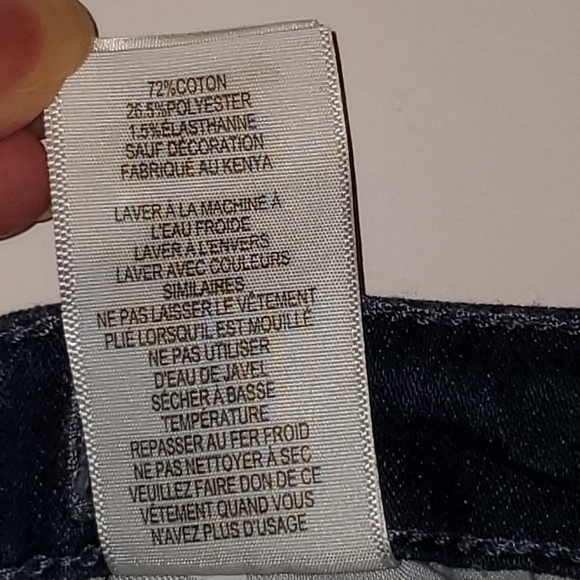 72%COTON
26.5%POLYESTER
1.5%ÉLASTHANNE
SAUF DÉCORATION
FABRIQUÉ AU KENYA
LAVER À LA MACHINE À
L'EAU FROIDE
LAVER À L'ENVERS
LAVER AVEC COULEURS
SIMILAIRES
NE PAS LAISSER LE VÊTEMENT
PLIÉ LORSQU'IL EST MOUILLÉ
NE PAS UTILISER
D'EAU DE JAVEL
SÉCHER À BASSE
TEMPÉRATURE
REPASSER AU FER FROID
NE PAS NETTOYER À SEC
VEUILLEZ FAIRE DON DE CE
VÊTEMENT QUAND VOUS
N'AVEZ PLUS D'USAGE